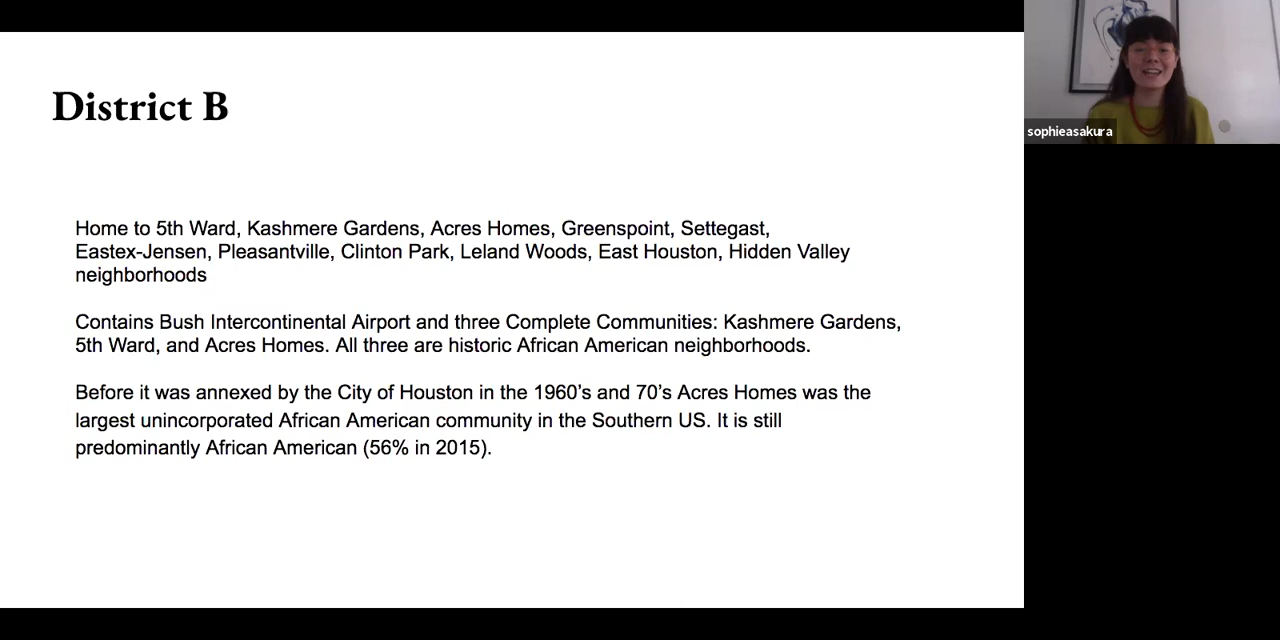 District B
Home to 5th Ward, Kashmere Gardens, Acres Homes, Greenspoint, Settegast,
Eastex-Jensen, Pleasantville, Clinton Park, Leland Woods, East Houston, Hidden Valley
neighborhoods
Contains Bush Intercontinental Airport and three Complete Communities: Kashmere Gardens,
5th Ward, and Acres Homes. All three are historic African American neighborhoods.
Before it was annexed by the City of Houston in the 1960’s and 70’s Acres Homes was the
largest unincorporated African American community in the Southern US. It is still
predominantly African American (56% in 2015).
sophieasakura